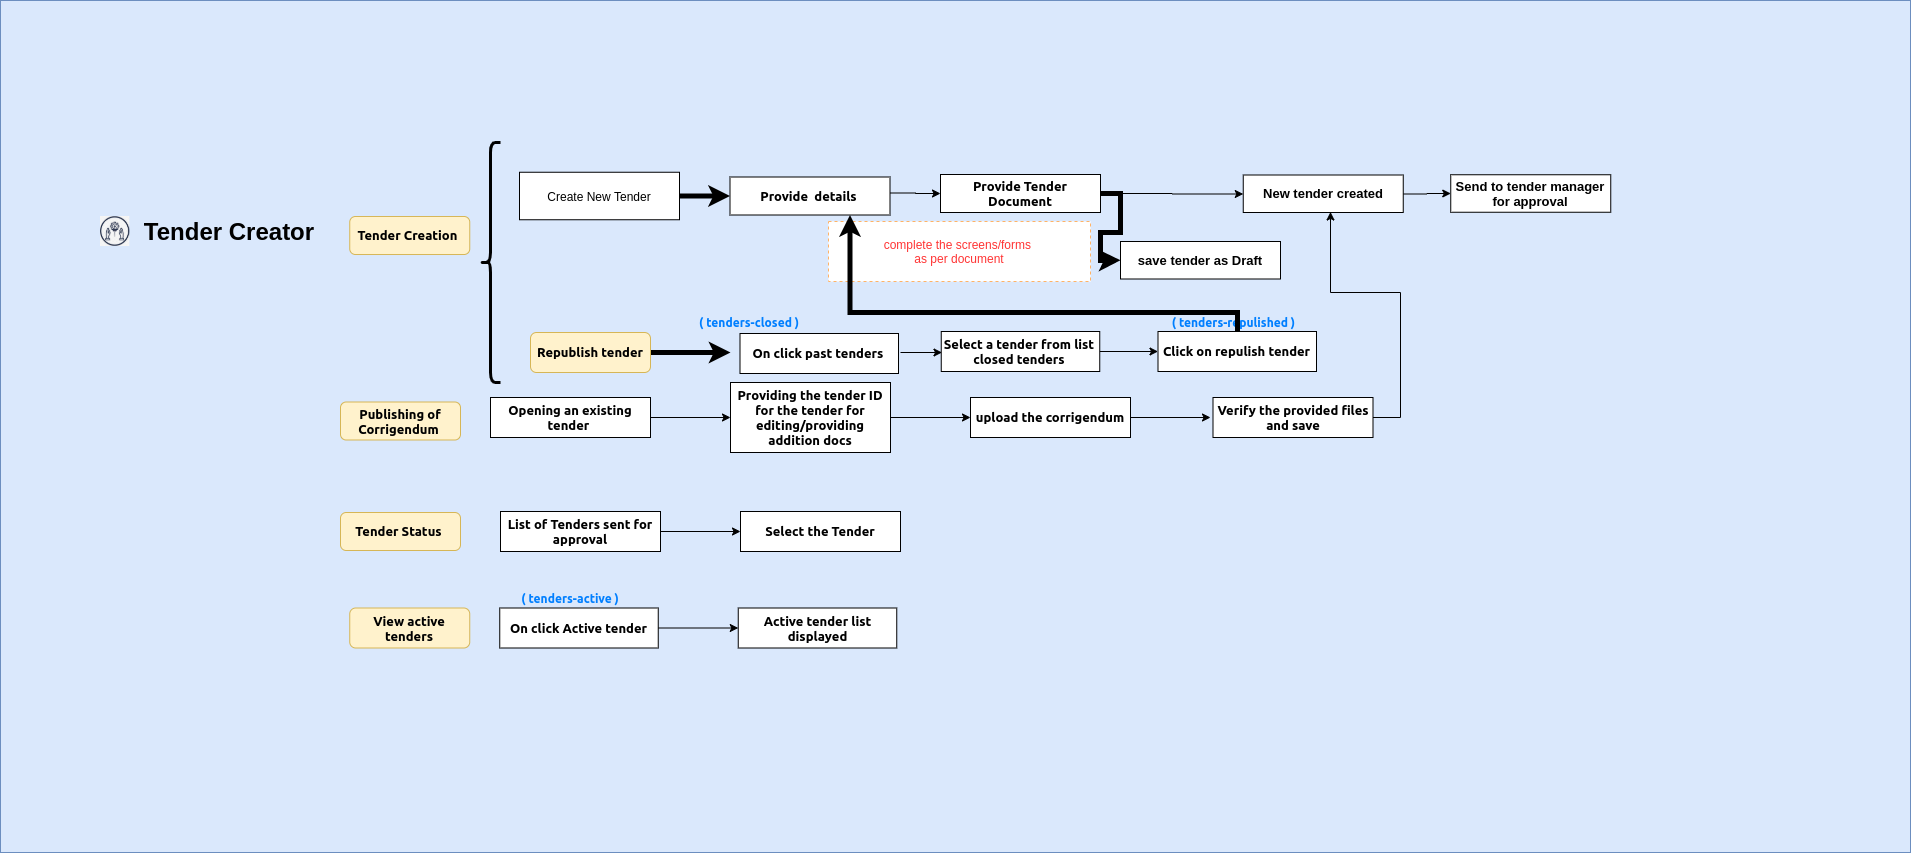 Tender Creator
Tender Creation
Create New Tender
Provide details
Provide Tender
Document
New tender created
Send to tender manager
for approval
complete the screens/forms
as per document
save tender as Draft
( tenders-closed )
( tenders-repulished )
Republish tender
On click past tenders
Select a tender from list
closed tenders
Click on repulish tender
Publishing of
Corrigendum
Opening an existing
tender
Providing the tender ID
for the tender for
editing/providing
addition docs
upload the corrigendum
Verify the provided files
and save
Tender Status
List of Tenders sent for
approval
Select the Tender
( tenders-active )
View active
tenders
On click Active tender
Active tender list
displayed